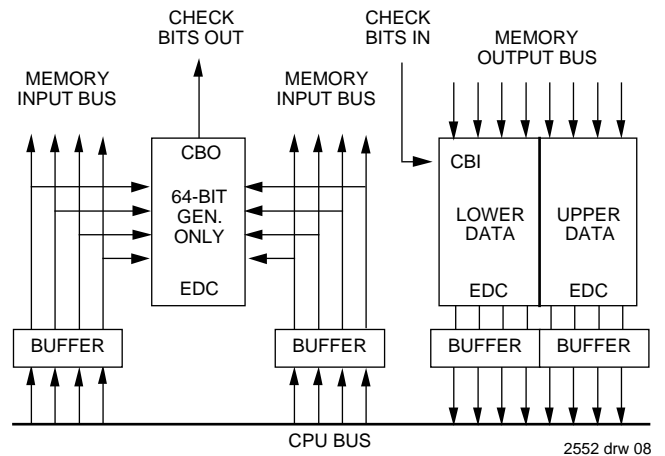 CHECK
BITS OUT
CHECK
BITS IN
MEMORY
OUTPUT BUS
MEMORY
INPUT BUS
MEMORY
INPUT BUS
CBO
64-BIT
GEN.
ONLY
EDC
CBI
LOWER
DATA
UPPER
DATA
EDC
EDC
BUFFER
BUFFER
BUFFER
BUFFER
CPU BUS
2552 drw 08